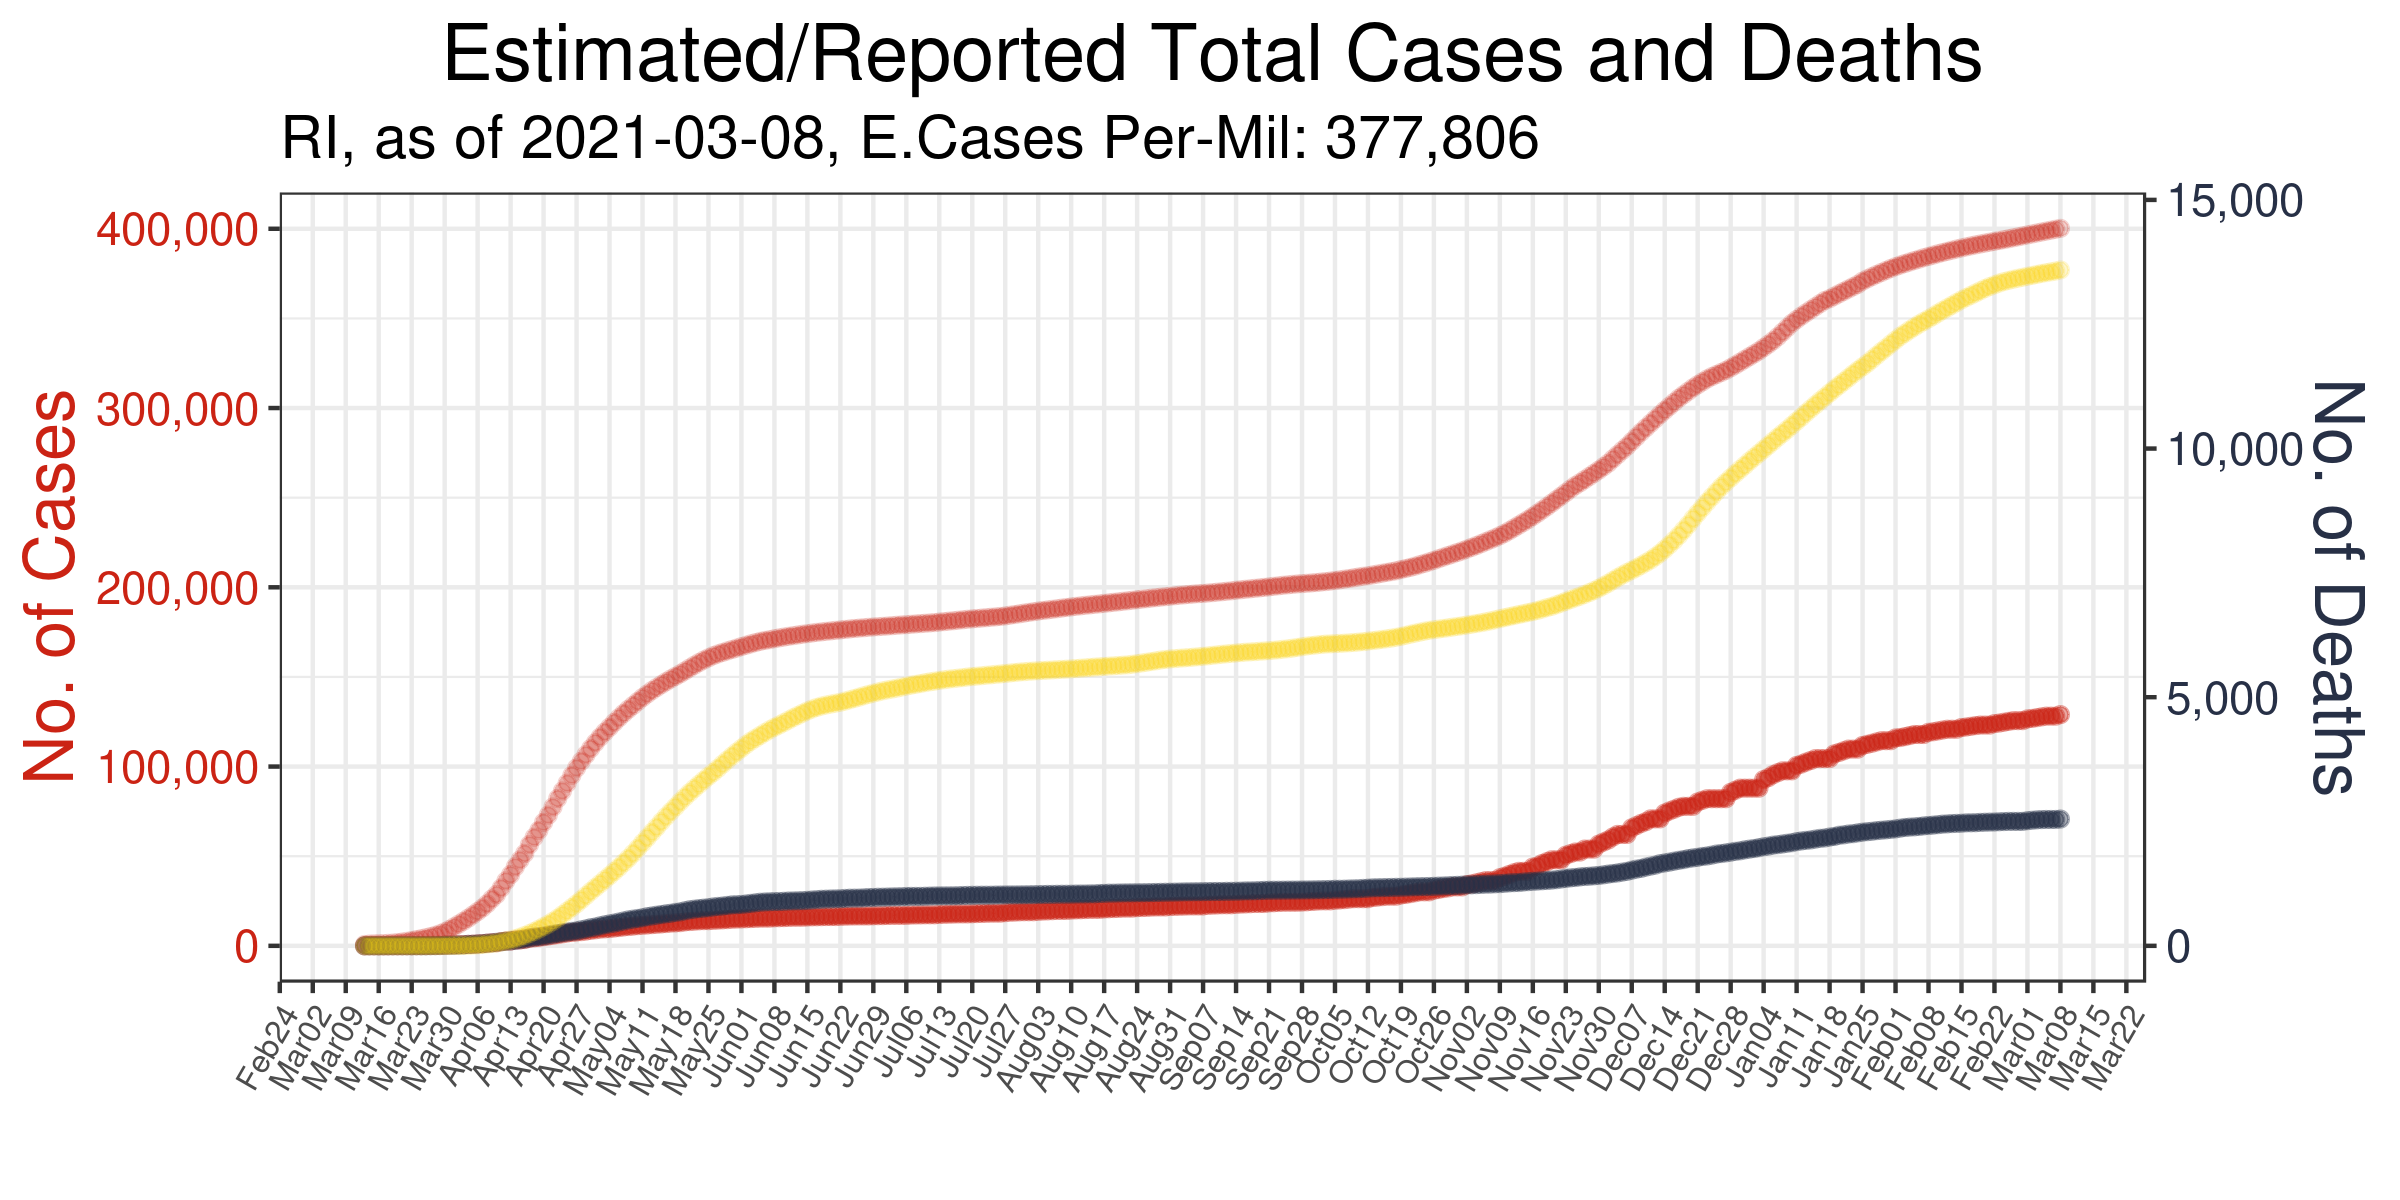 Estimated/Reported Total Cases and Deaths
RI, as of 2021-03-08, E.Cases Per-Mil: 377,806
No. of Cases
400,000
300,000
200,000
100,000
0
15,000
10,000
5,000
0
No. of Deaths
Feb24
Mar02
Mar09
Mar16
Mar23
Mar30
Apr06
Apr13
Apr20
Apr27
May04
May11
May18
May25
Jun01
Jun08
Jun15
Jun22
Jun29
Jul06
Jul13
Jul20
Jul27
Aug03
Aug10
Aug17
Aug24
Aug31
Sep07
Sep14
Sep21
Sep28
Oct05
Oct12
Oct19
Oct26
Nov02
Nov09
Nov16
Nov23
Nov30
Dec07
Dec14
Dec21
Dec28
Jan04
Jan11
Jan18
Jan25
Feb01
Feb08
Feb15
Feb22
Mar01
Mar08
Mar15
Mar22